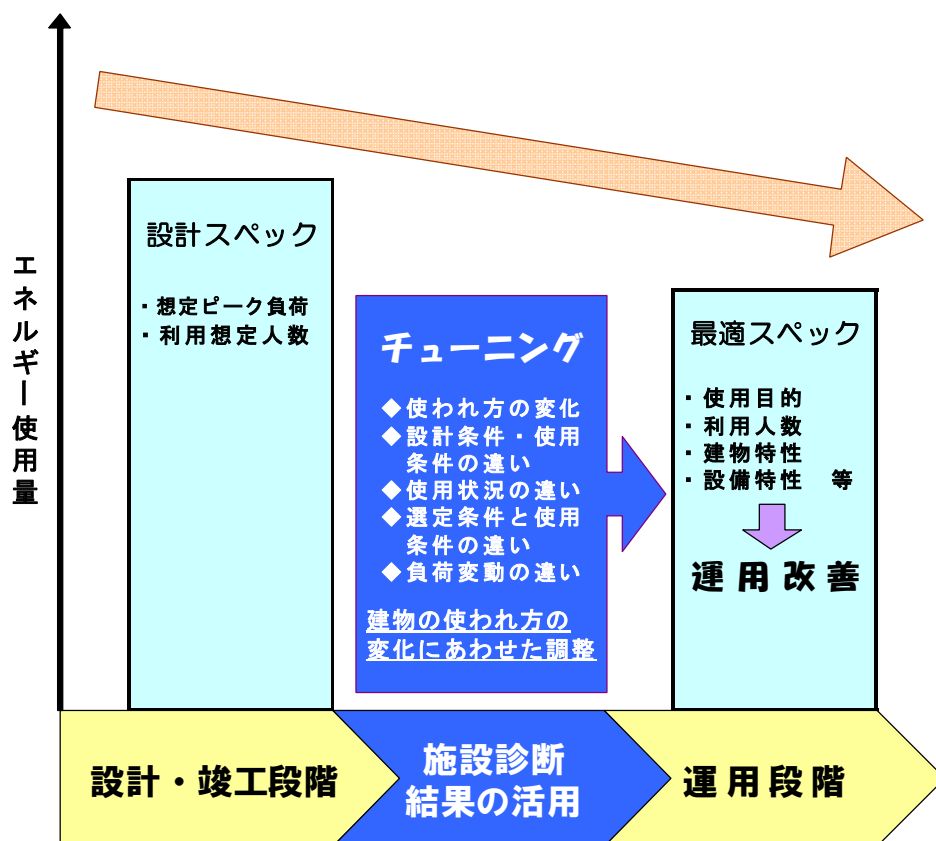 エネルギー使用量
設計スペック
・想定ピーク負荷
・利用想定人数
チューニング
◆使われ方の変化
◆設計条件・使用
条件の違い
◆使用状況の違い
◆選定条件と使用
条件の違い
◆負荷変動の違い
建物の使われ方の
変化にあわせた調整
最適スペック
・使用目的
・利用人数
・建物特性
・設備特性　等
運用改善
設計・竣工段階
施設診断
結果の活用
運用段階